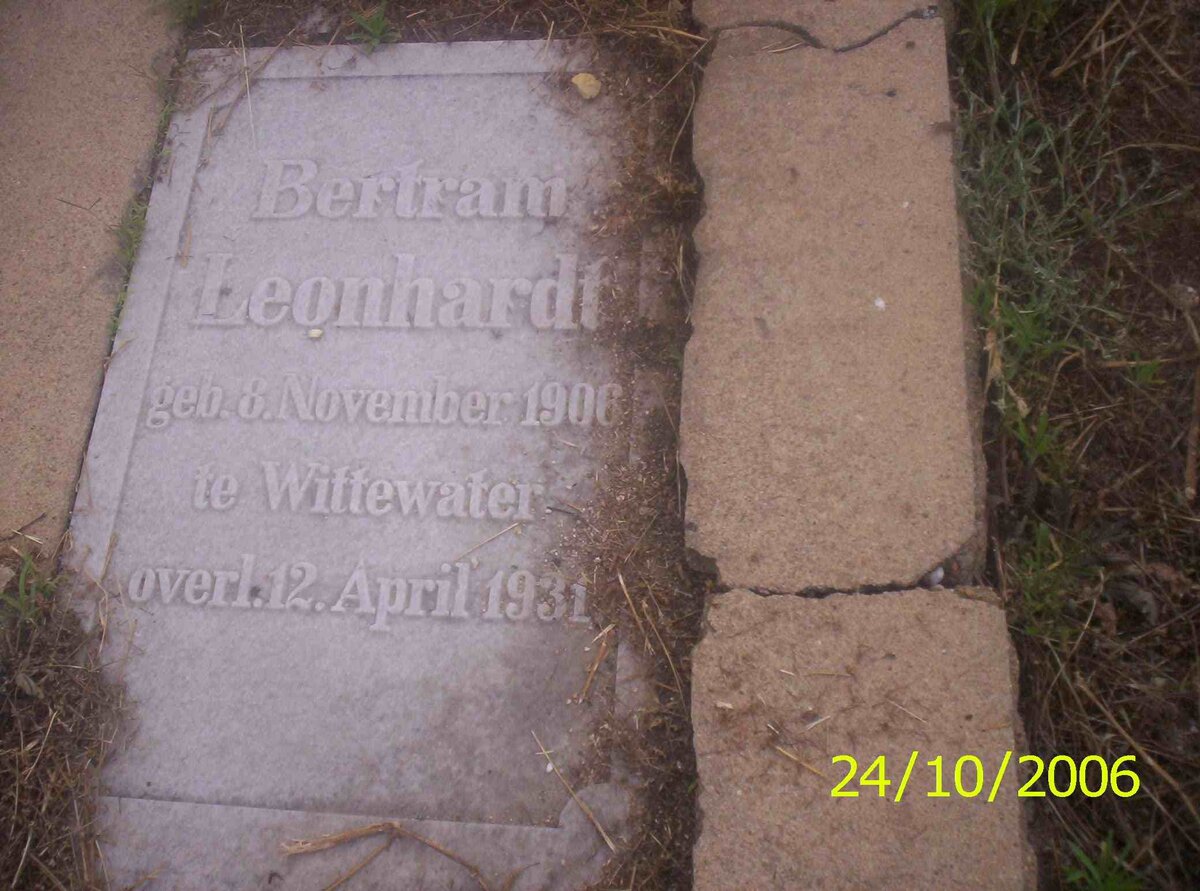 Bertram
Leonhardt
geb. 8. November 1906
te Wittewater
overl. 12. April 1931
24/10/2006